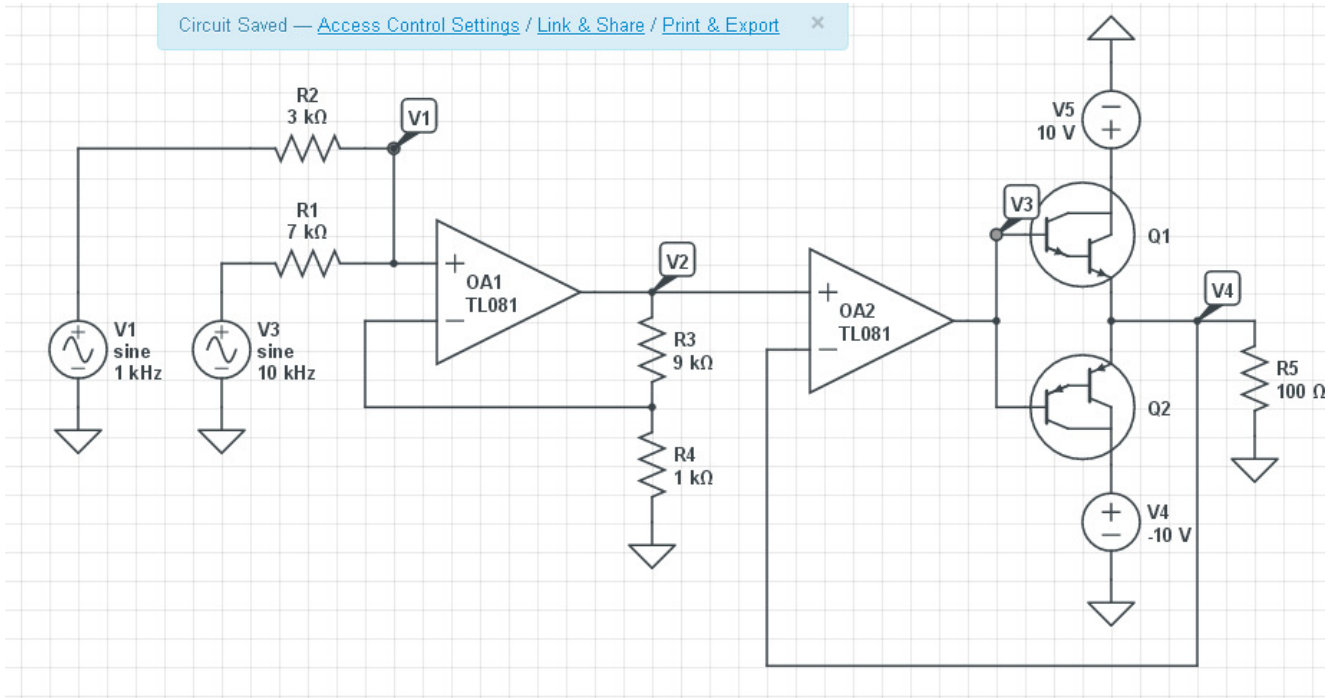 Circuit Saved — Access Control Settings / Link & Share / Print & Export ×
R2
3 kΩ
V1
R1
7 kΩ
V1
sine
1 kHz
V3
sine
10 kHz
+
−
OA1
TL081
V2
R3
9 kΩ
R4
1 kΩ
+
−
OA2
TL081
V3
V5
10 V
−
+
Q1
V4
Q2
R5
100 Ω
+
−
V4
-10 V